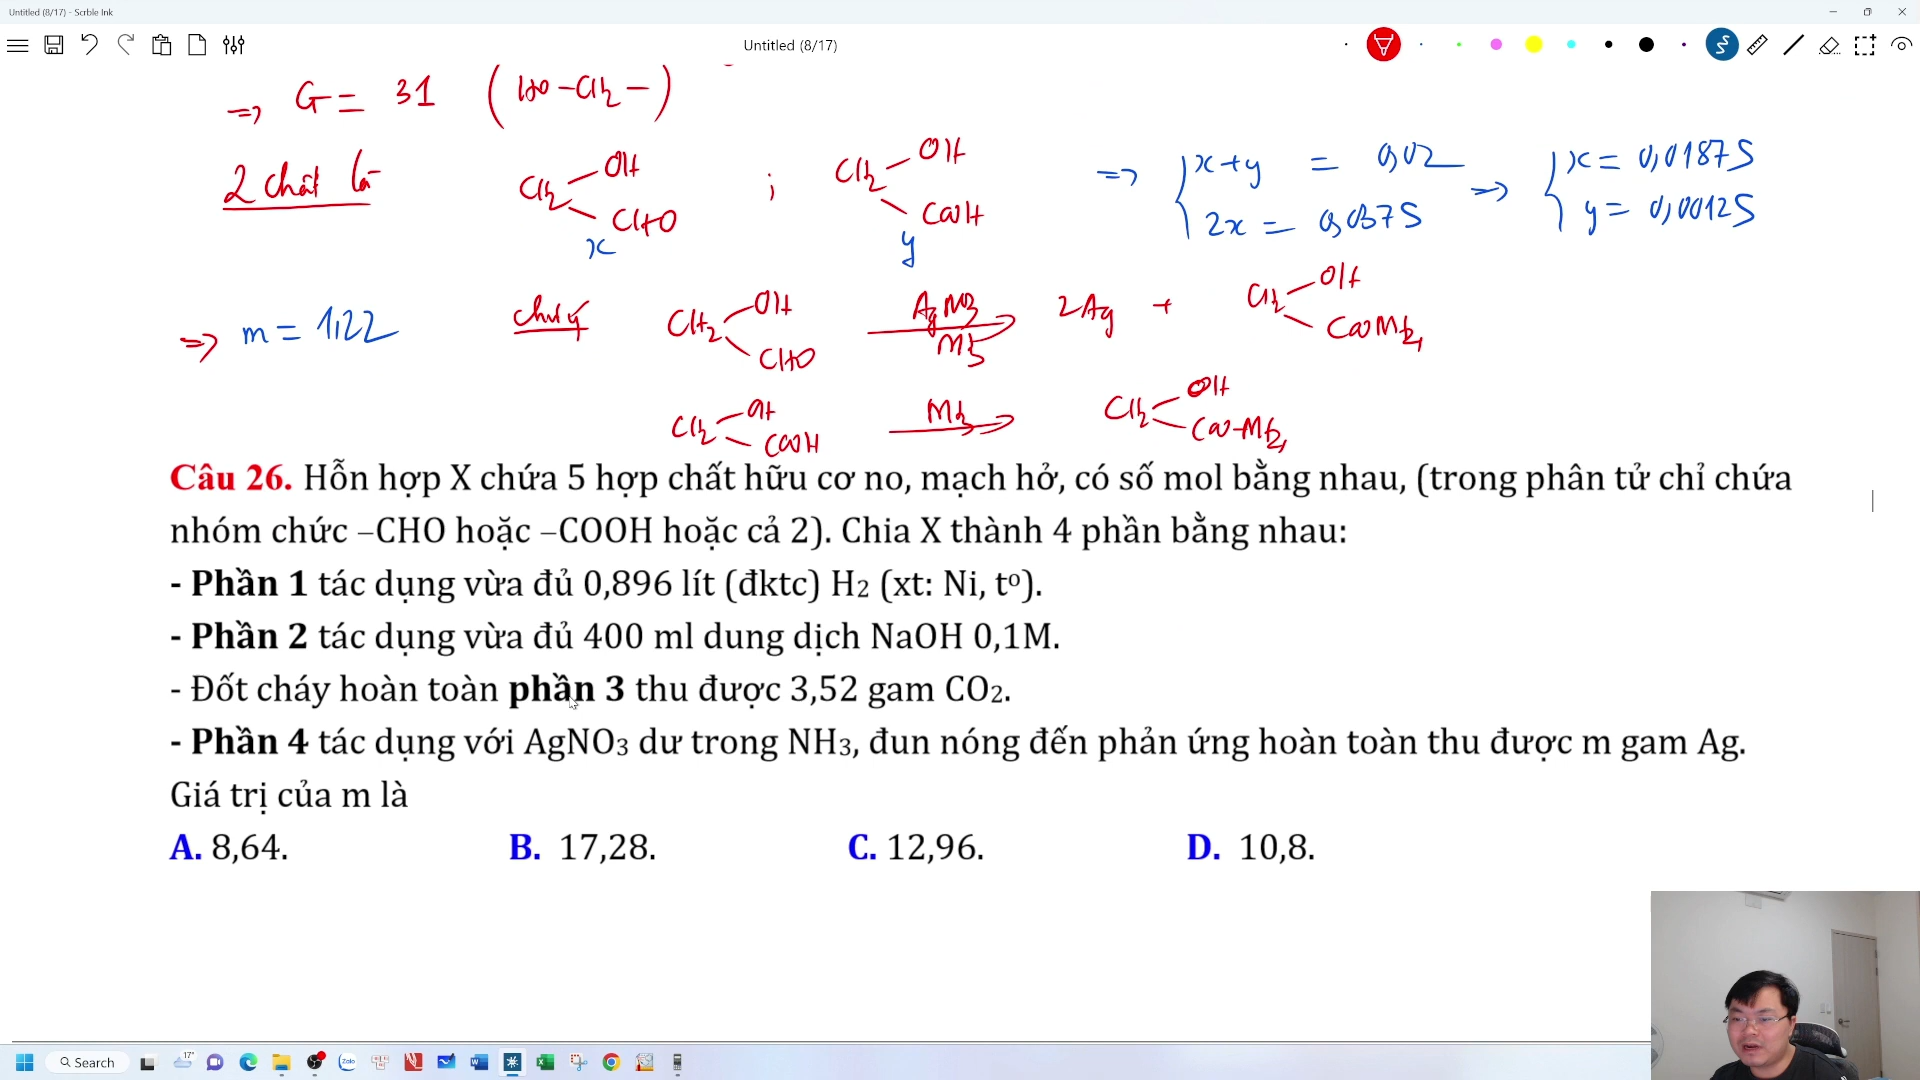 Untitled (8/17) - Scrble Ink
Untitled (8/17)
=> G = 31 (HO-CH2-)
2 chất là CH2 OH CHO ; CH2 OH COOH => x+y = 0,02 => x = 0,01875
x y 2x = 0,0375 y = 0,00125
=> m = 1,22 chú ý CH2 OH CHO AgNO3 NH3 2Ag + CH2 OH COONH4
CH2 OH COOH NH3 CH2 OH COONH4
Câu 26. Hỗn hợp X chứa 5 hợp chất hữu cơ no, mạch hở, có số mol bằng nhau, (trong phân tử chỉ chứa
nhóm chức –CHO hoặc –COOH hoặc cả 2). Chia X thành 4 phần bằng nhau:
- Phần 1 tác dụng vừa đủ 0,896 lít (đktc) H2 (xt: Ni, tº).
- Phần 2 tác dụng vừa đủ 400 ml dung dịch NaOH 0,1M.
- Đốt cháy hoàn toàn phần 3 thu được 3,52 gam CO2.
- Phần 4 tác dụng với AgNO3 dư trong NH3, đun nóng đến phản ứng hoàn toàn thu được m gam Ag.
Giá trị của m là
A. 8,64. B. 17,28. C. 12,96. D. 10,8.
17°
Search
Zalo